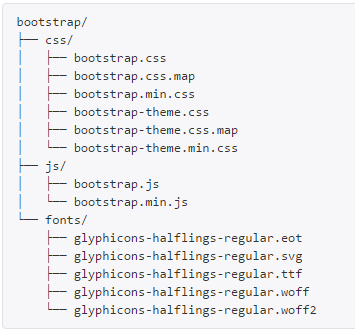 bootstrap/
├── css/
│   ├── bootstrap.css
│   ├── bootstrap.css.map
│   ├── bootstrap.min.css
│   ├── bootstrap-theme.css
│   ├── bootstrap-theme.css.map
│   └── bootstrap-theme.min.css
├── js/
│   ├── bootstrap.js
│   └── bootstrap.min.js
└── fonts/
    ├── glyphicons-halflings-regular.eot
    ├── glyphicons-halflings-regular.svg
    ├── glyphicons-halflings-regular.ttf
    ├── glyphicons-halflings-regular.woff
    └── glyphicons-halflings-regular.woff2